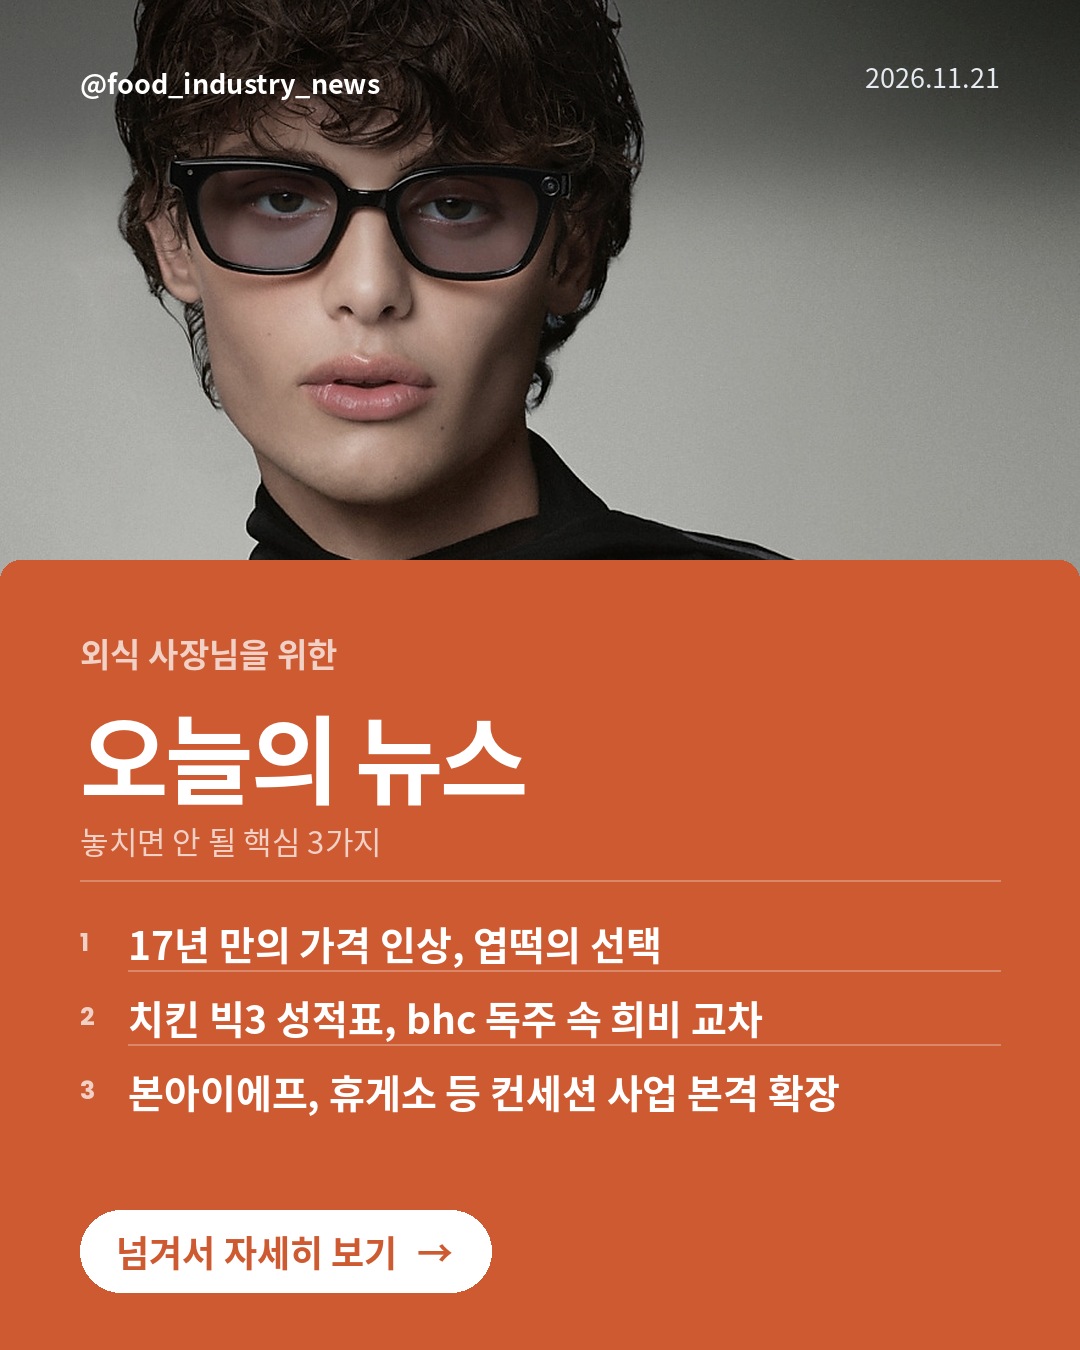 @food_industry_news
2026.11.21
외식 사장님을 위한
오늘의 뉴스
놓치면 안 될 핵심 3가지
1 17년 만의 가격 인상, 엽떡의 선택
2 치킨 빅3 성적표, bhc 독주 속 희비 교차
3 본아이에프, 휴게소 등 컨세션 사업 본격 확장
넘겨서 자세히 보기 →